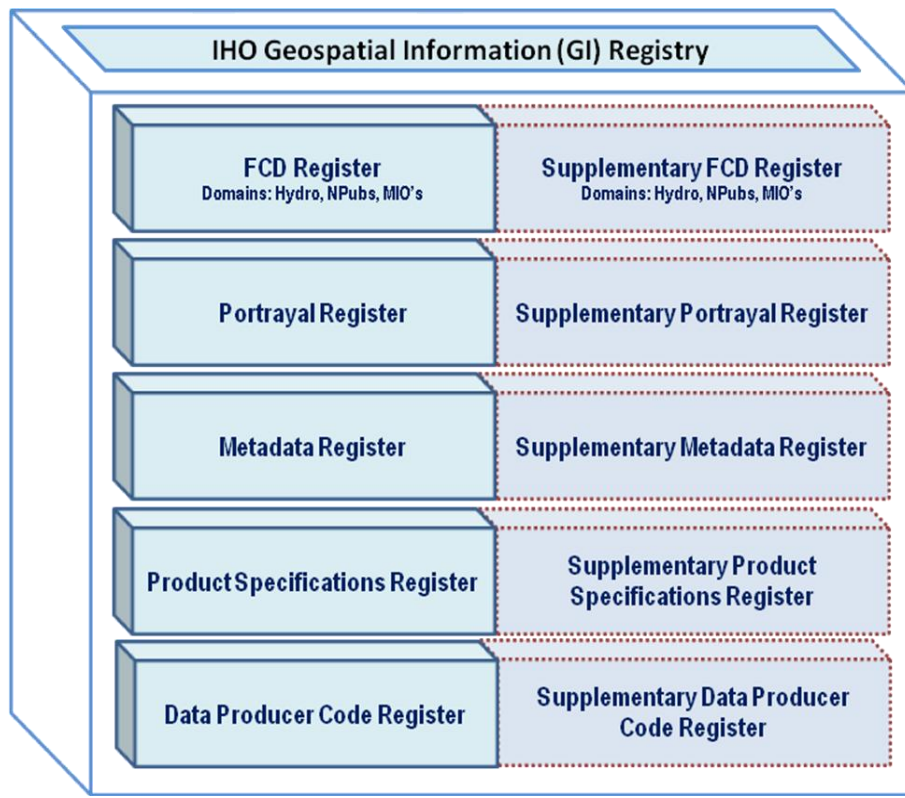 IHO Geospatial Information (GI) Registry
FCD Register
Domains: Hydro, NPubs, MIO's
Supplementary FCD Register
Domains: Hydro, NPubs, MIO's
Portrayal Register
Supplementary Portrayal Register
Metadata Register
Supplementary Metadata Register
Product Specifications Register
Supplementary Product
Specifications Register
Data Producer Code Register
Supplementary Data Producer
Code Register